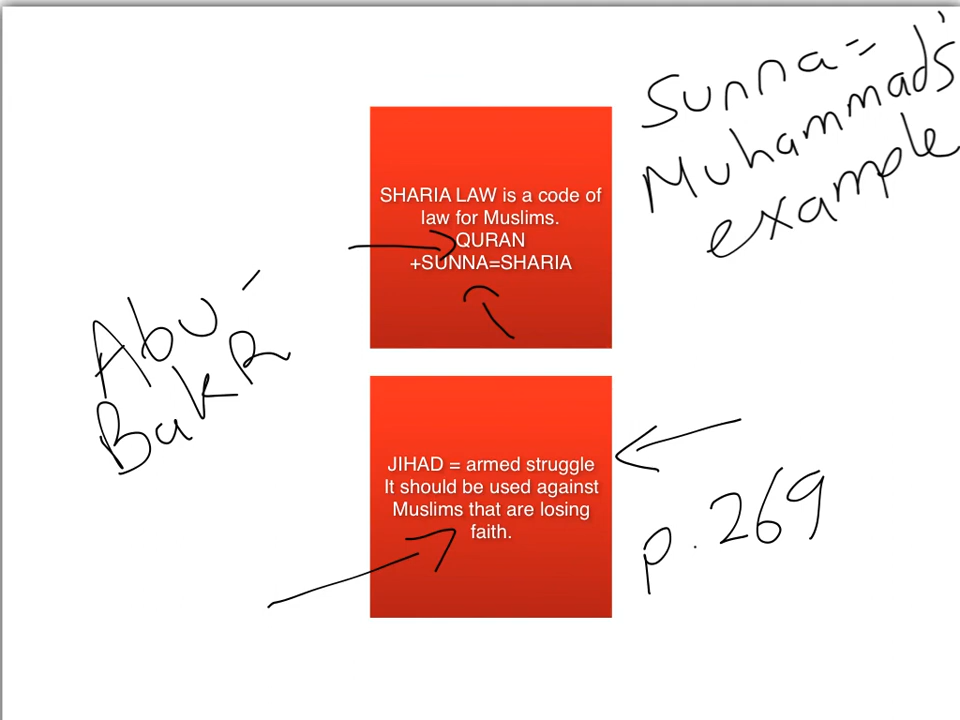 Sunna =
Muhammad's
example
SHARIA LAW is a code of
law for Muslims.
QURAN
+SUNNA=SHARIA
Abu-
Bakr
JIHAD = armed struggle
It should be used against
Muslims that are losing
faith.
p. 269